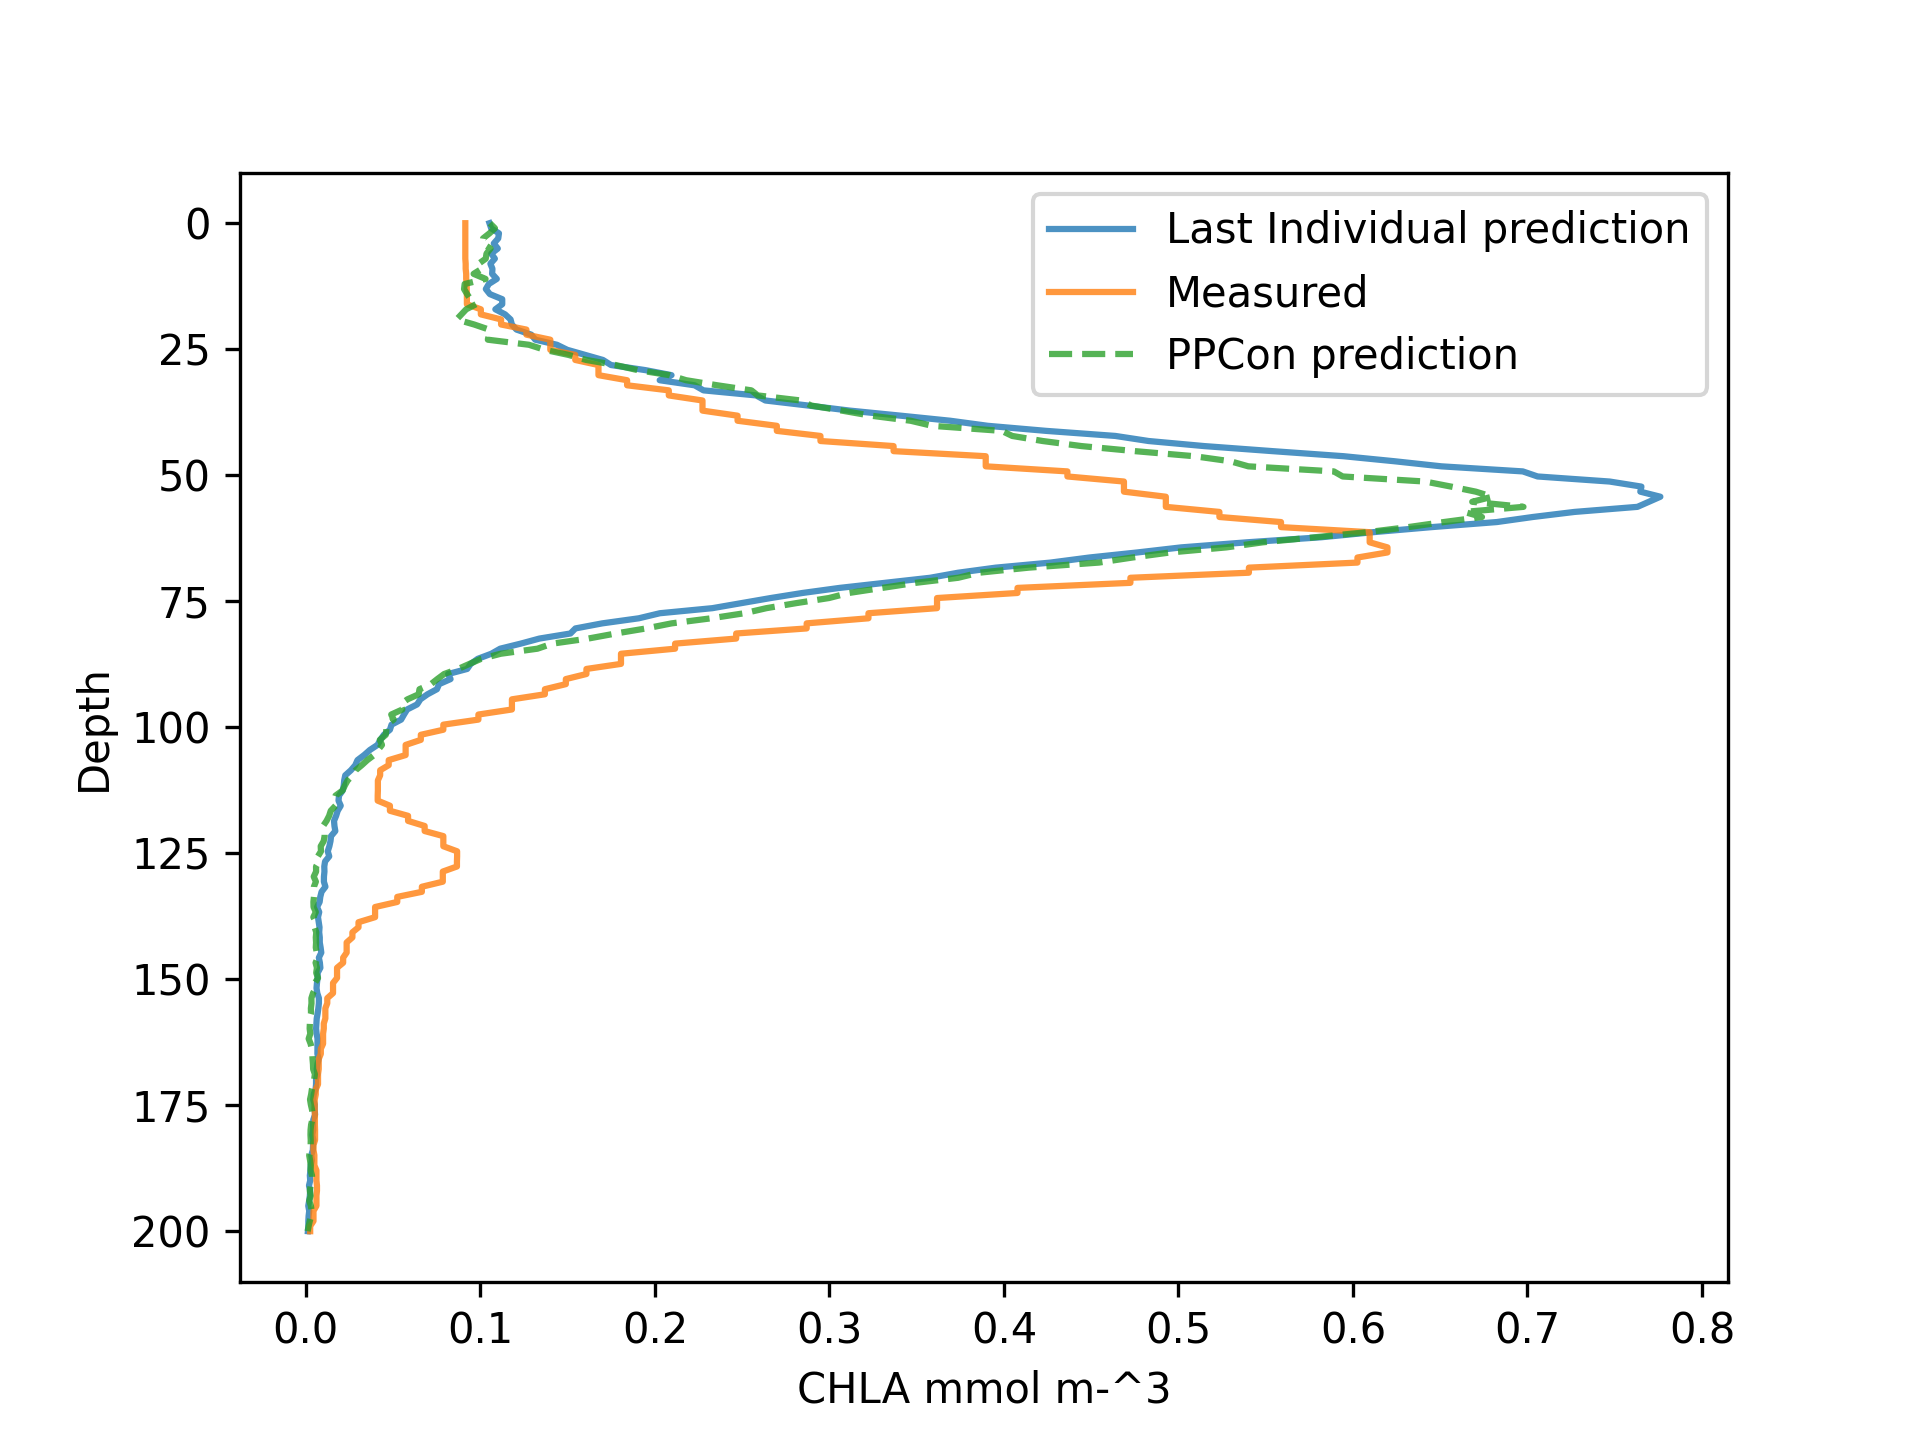 Last Individual prediction
Measured
PPCon prediction
0
25
50
75
100
125
150
175
200
Depth
0.0 0.1 0.2 0.3 0.4 0.5 0.6 0.7 0.8
CHLA mmol m-^3